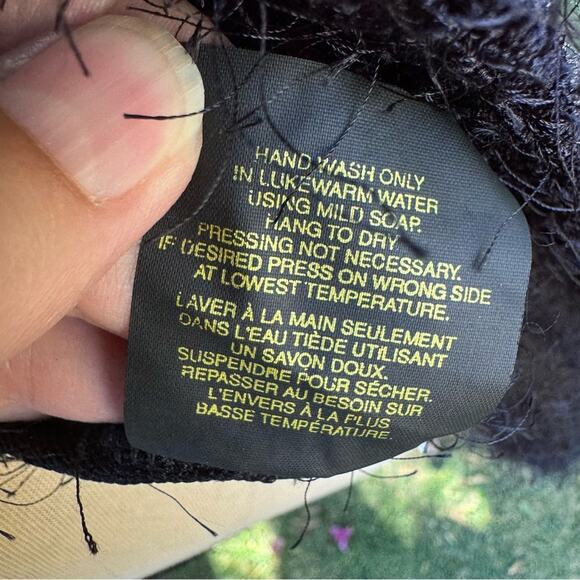 HAND WASH ONLY
IN LUKEWARM WATER
USING MILD SOAP.
HANG TO DRY
PRESSING NOT NECESSARY.
IF DESIRED PRESS ON WRONG SIDE
AT LOWEST TEMPERATURE.
LAVER À LA MAIN SEULEMENT
DANS L'EAU TIÈDE UTILISANT
UN SAVON DOUX.
SUSPENDRE POUR SÉCHER.
REPASSER AU BESOIN SUR
L'ENVERS À LA PLUS
BASSE TEMPÉRATURE.